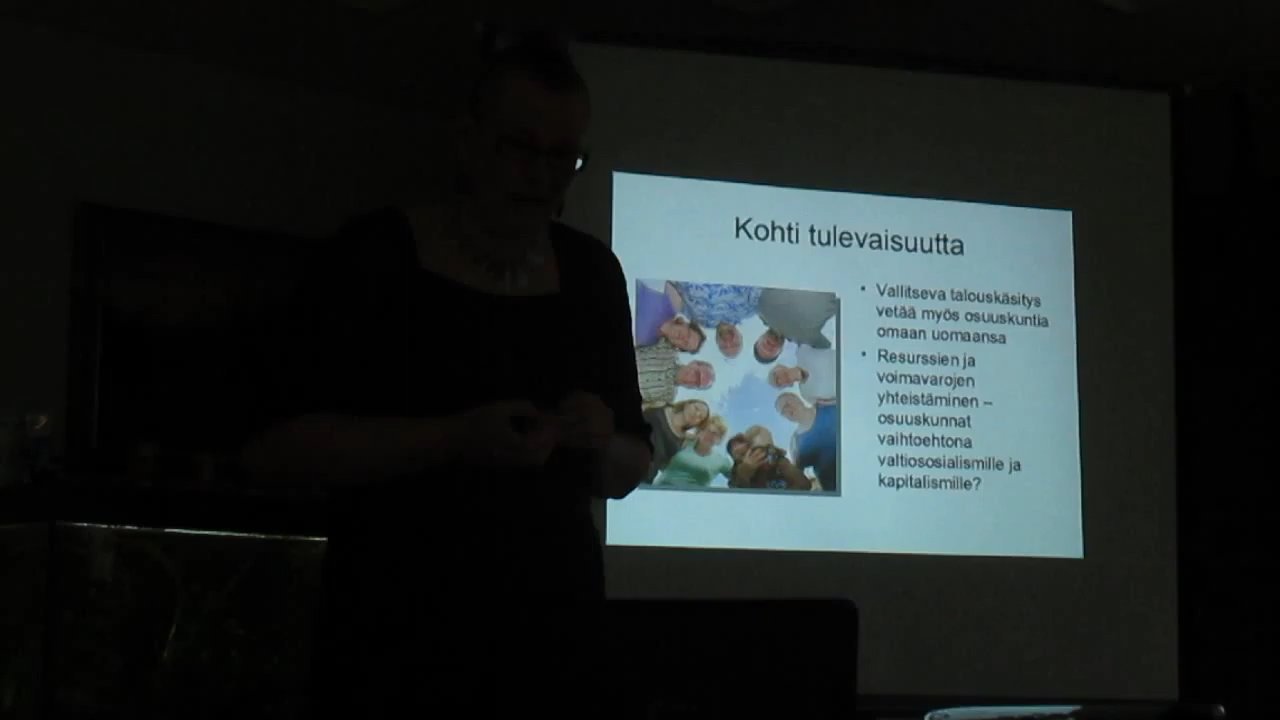 Kohti tulevaisuutta
• Vallitseva talouskäsitys
vetää myös osuuskuntia
omaan uomaansa
• Resurssien ja
voimavarojen
yhteistäminen –
osuuskunnat
vaihtoehtona
valtiososialismille ja
kapitalismille?